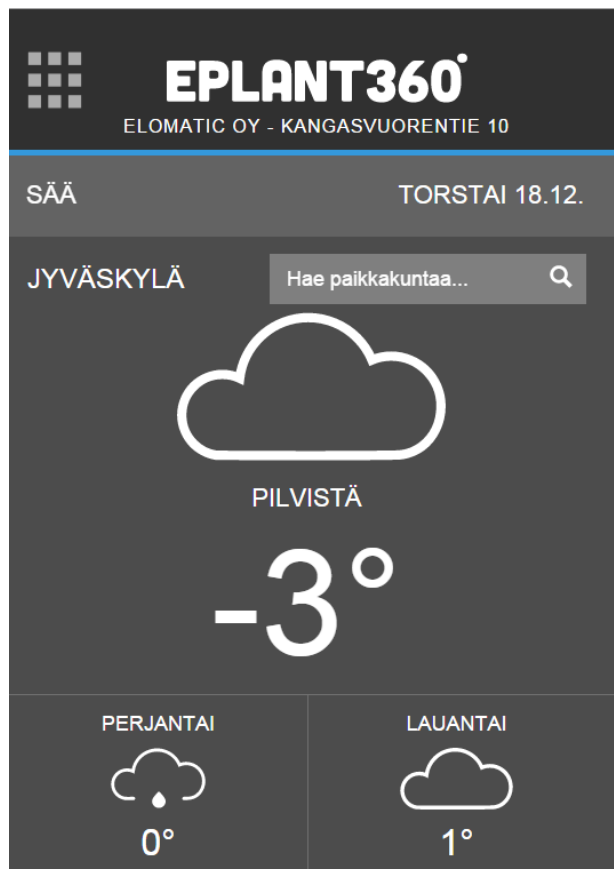 EPLANT360°
ELOMATIC OY - KANGASVUORENTIE 10
SÄÄ TORSTAI 18.12.
JYVÄSKYLÄ Hae paikkakuntaa...
PILVISTÄ
-3°
PERJANTAI LAUANTAI
0° 1°